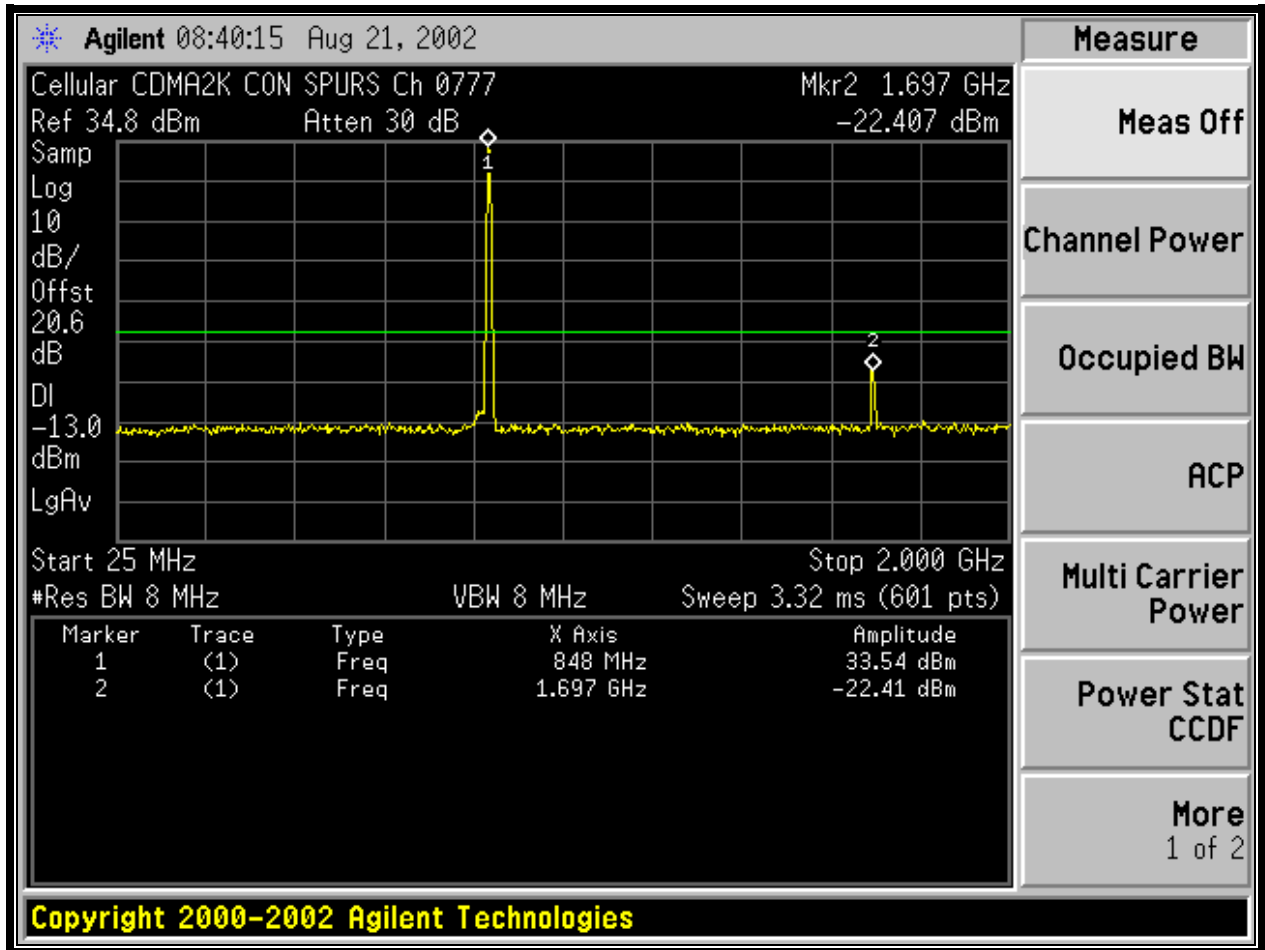 Agilent 08:40:15 Aug 21, 2002
Measure
Cellular CDMA2K CON SPURS Ch 0777
Mkr2 1.697 GHz
Ref 34.8 dBm
Atten 30 dB
-22.407 dBm
Samp
Log
10
dB/
Offst
20.6
dB
DI
-13.0
dBm
LgAv
1
2
Start 25 MHz
Stop 2.000 GHz
#Res BW 8 MHz
VBW 8 MHz
Sweep 3.32 ms (601 pts)
Marker Trace Type X Axis Amplitude
1 (1) Freq 848 MHz 33.54 dBm
2 (1) Freq 1.697 GHz -22.41 dBm
Meas Off
Channel Power
Occupied BW
ACP
Multi Carrier
Power
Power Stat
CCDF
More
1 of 2
Copyright 2000-2002 Agilent Technologies